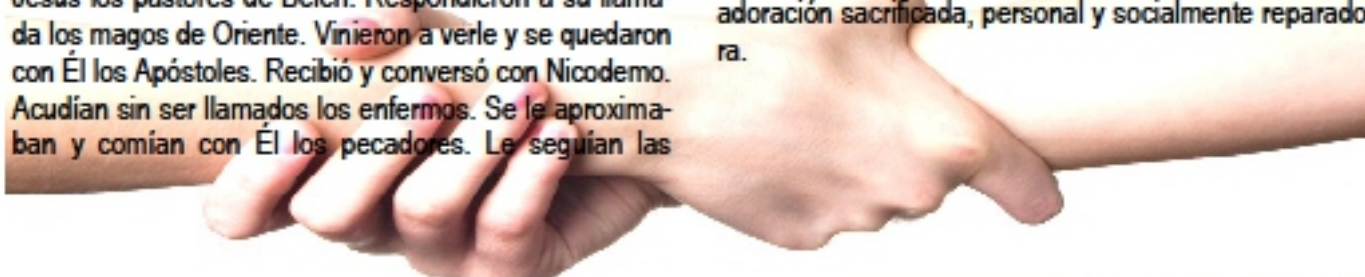 Jesús los pastores de Belén. Respondieron a su llama-
da los magos de Oriente. Vinieron a verle y se quedaron
con Él los Apóstoles. Recibió y conversó con Nicodemo.
Acudían sin ser llamados los enfermos. Se le aproxima-
ban y comían con Él los pecadores. Le seguían las
adoración sacrificada, personal y socialmente reparado
ra.